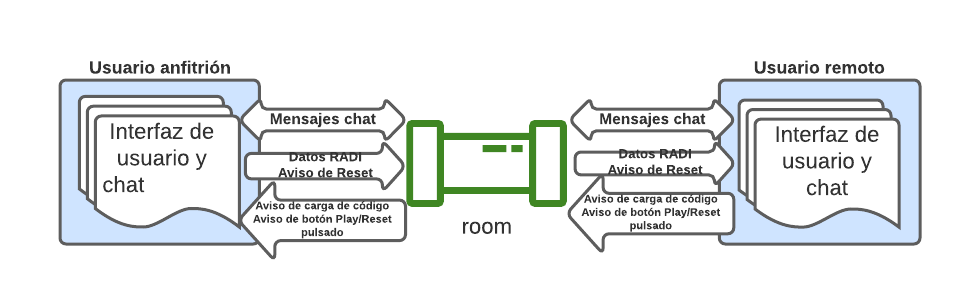 Usuario anfitrión
Interfaz de
usuario y
chat
Mensajes chat
Datos RADI
Aviso de Reset
Aviso de carga de código
Aviso de botón Play/Reset
pulsado
room
Usuario remoto
Mensajes chat
Datos RADI
Aviso de Reset
Aviso de carga de código
Aviso de botón Play/Reset
pulsado
Interfaz de
usuario y
chat